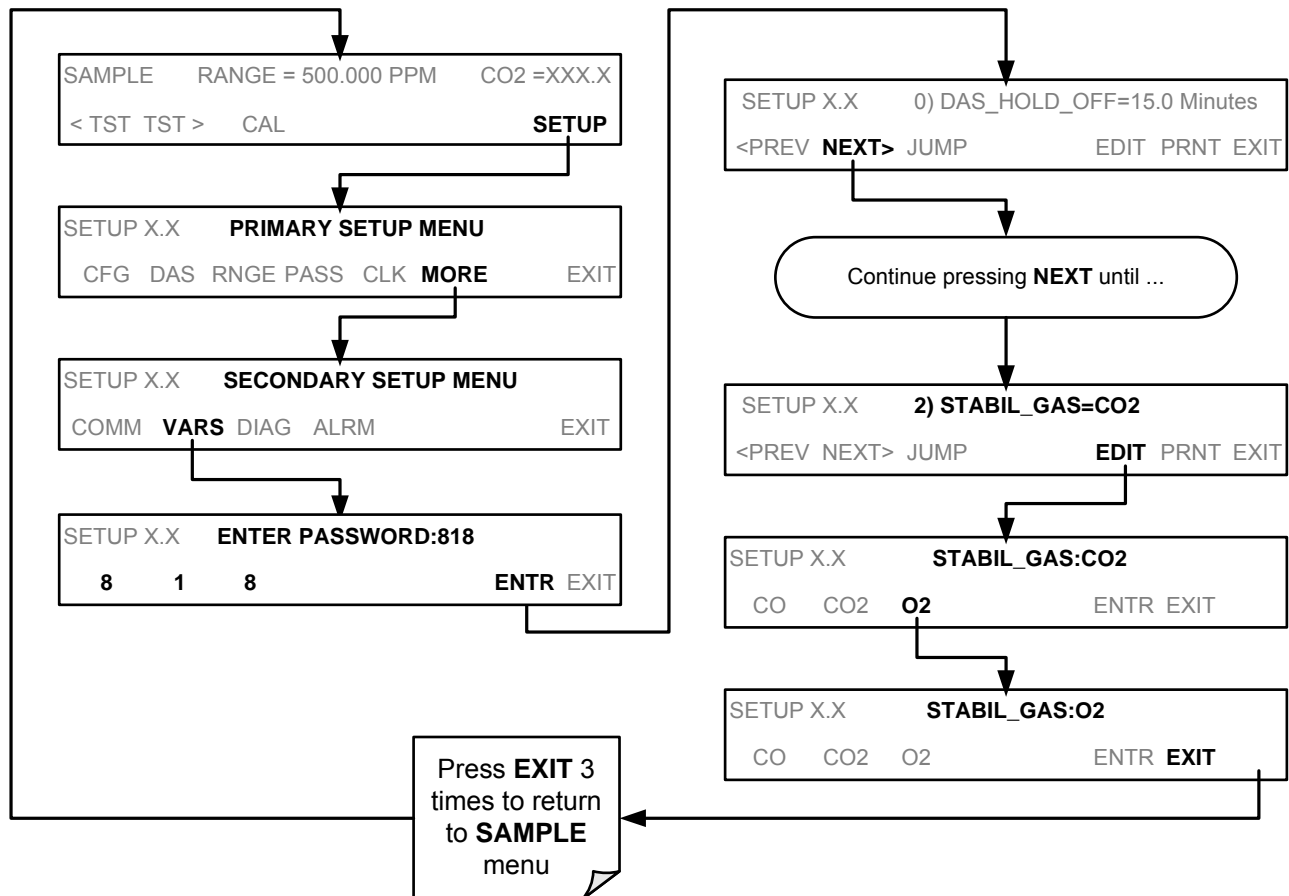 SAMPLE RANGE = 500.000 PPM CO2 =XXX.X
< TST TST > CAL SETUP
SETUP X.X PRIMARY SETUP MENU
CFG DAS RNGE PASS CLK MORE EXIT
SETUP X.X SECONDARY SETUP MENU
COMM VARS DIAG ALRM EXIT
SETUP X.X ENTER PASSWORD:818
8 1 8 ENTR EXIT
SETUP X.X 0) DAS_HOLD_OFF=15.0 Minutes
<PREV NEXT> JUMP EDIT PRNT EXIT
Continue pressing NEXT until ...
SETUP X.X 2) STABIL_GAS=CO2
<PREV NEXT> JUMP EDIT PRNT EXIT
SETUP X.X STABIL_GAS:CO2
CO CO2 O2 ENTR EXIT
SETUP X.X STABIL_GAS:O2
CO CO2 O2 ENTR EXIT
Press EXIT 3
times to return
to SAMPLE
menu